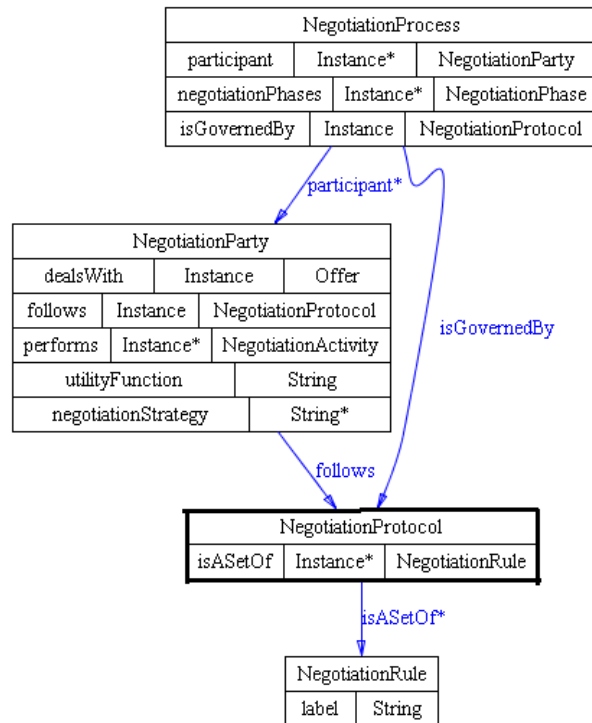 NegotiationProcess
participant Instance* NegotiationParty
negotiationPhases Instance* NegotiationPhase
isGovernedBy Instance NegotiationProtocol
participant*
NegotiationParty
dealsWith Instance Offer
follows Instance NegotiationProtocol
performs Instance* NegotiationActivity
utilityFunction String
negotiationStrategy String*
isGovernedBy
follows
NegotiationProtocol
isASetOf Instance* NegotiationRule
isASetOf*
NegotiationRule
label String